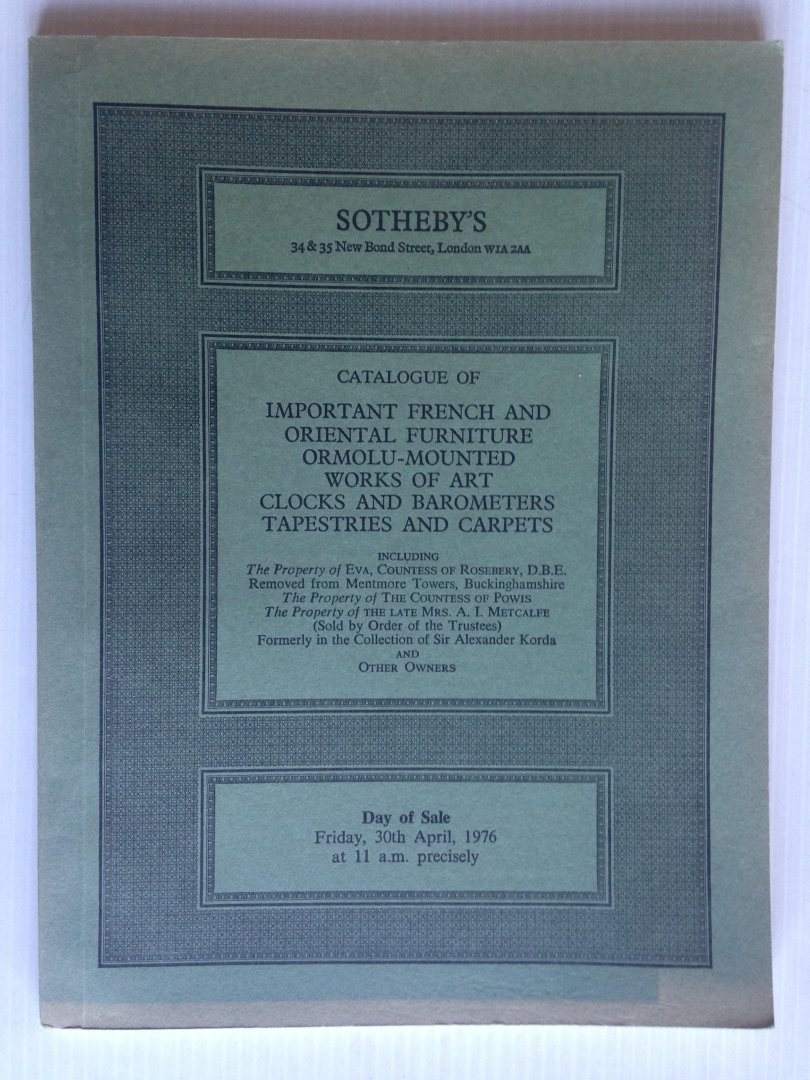 SOTHEBY'S
34 & 35 New Bond Street, London W1A 2AA
CATALOGUE OF
IMPORTANT FRENCH AND
ORIENTAL FURNITURE
ORMOLU-MOUNTED
WORKS OF ART
CLOCKS AND BAROMETERS
TAPESTRIES AND CARPETS
INCLUDING
The Property of EVA, COUNTESS OF ROSEBERY, D.B.E.
Removed from Mentmore Towers, Buckinghamshire
The Property of THE COUNTESS OF POWIS
The Property of THE LATE MRS. A. I. METCALFE
(Sold by Order of the Trustees)
Formerly in the Collection of Sir Alexander Korda
AND
OTHER OWNERS
Day of Sale
Friday, 30th April, 1976
at 11 a.m. precisely